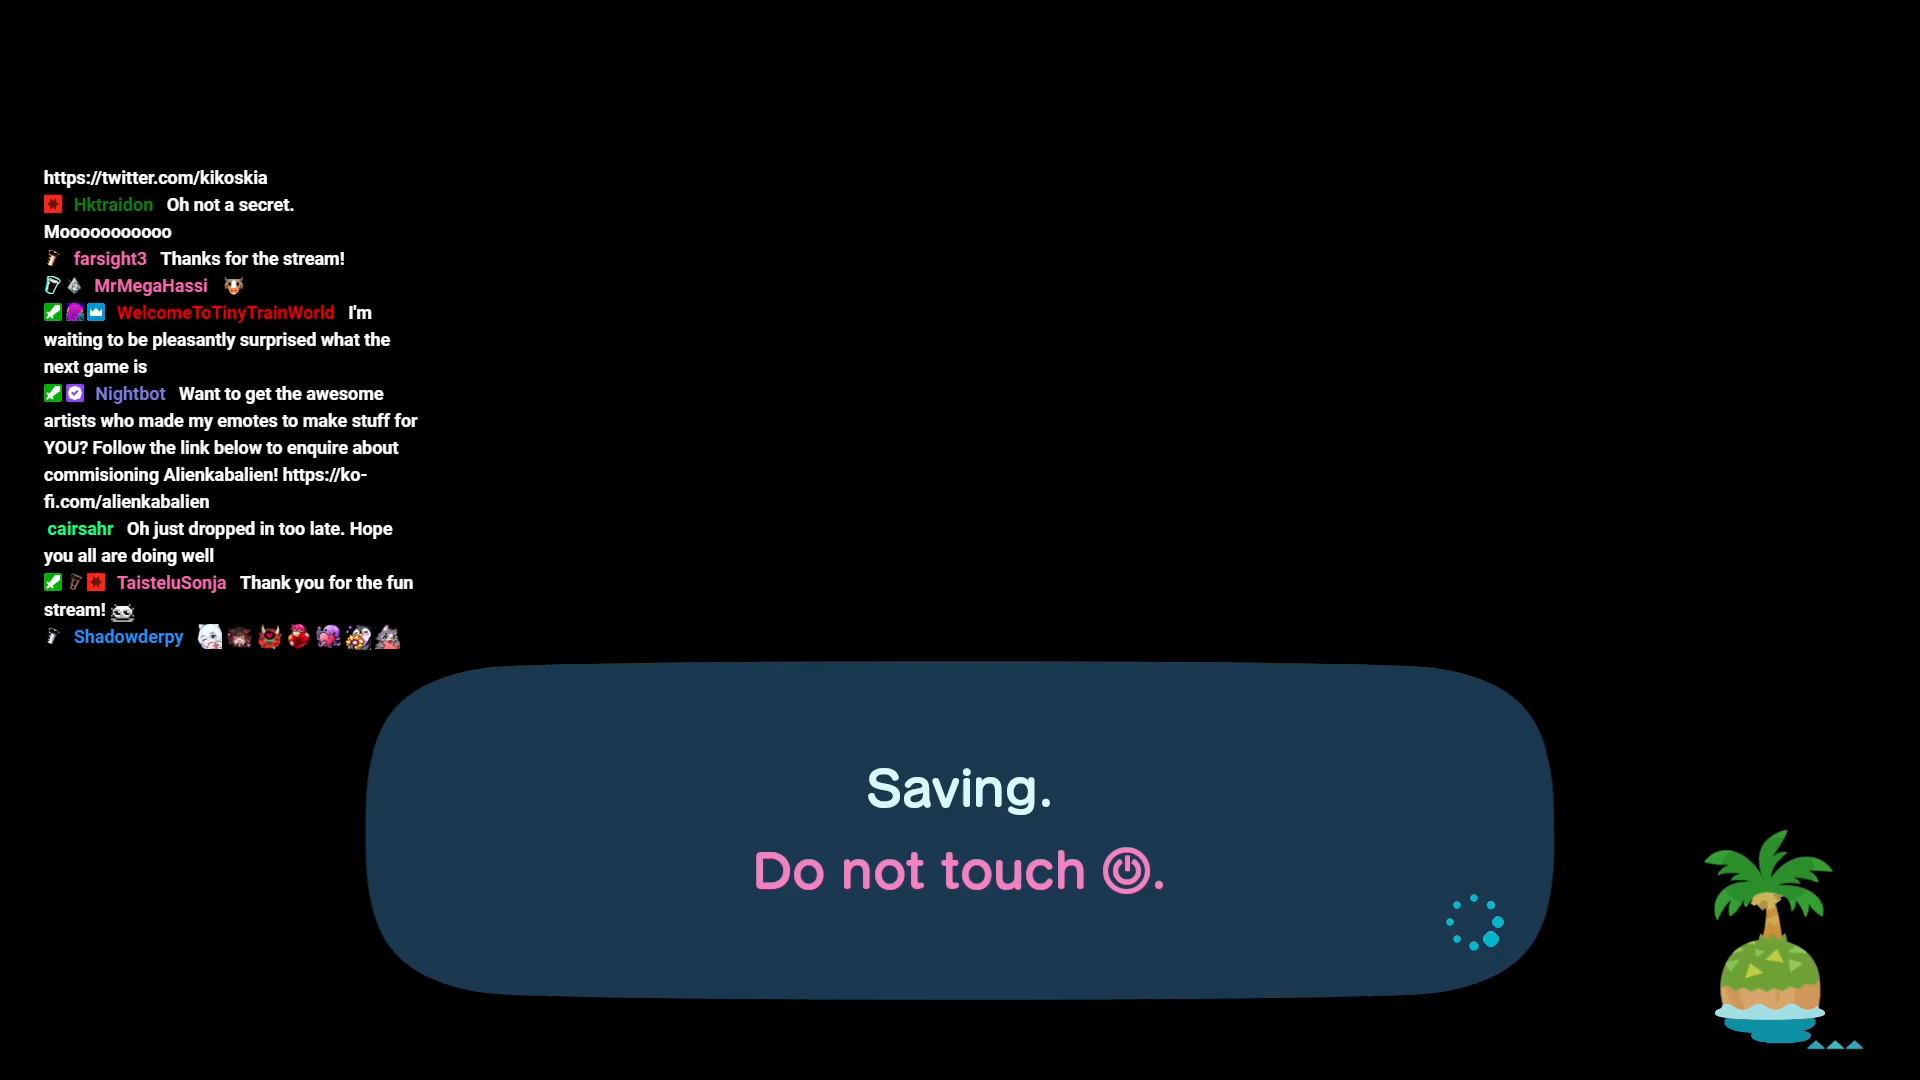 https://twitter.com/kikoskia
Hktraidon Oh not a secret.
Mooooooooooo
farsight3 Thanks for the stream!
MrMegaHassi
WelcomeToTinyTrainWorld I'm
waiting to be pleasantly surprised what the
next game is
Nightbot Want to get the awesome
artists who made my emotes to make stuff for
YOU? Follow the link below to enquire about
commisioning Alienkabalien! https://ko-
fi.com/alienkabalien
cairsahr Oh just dropped in too late. Hope
you all are doing well
TaisteluSonja Thank you for the fun
stream!
Shadowderpy
Saving.
Do not touch .